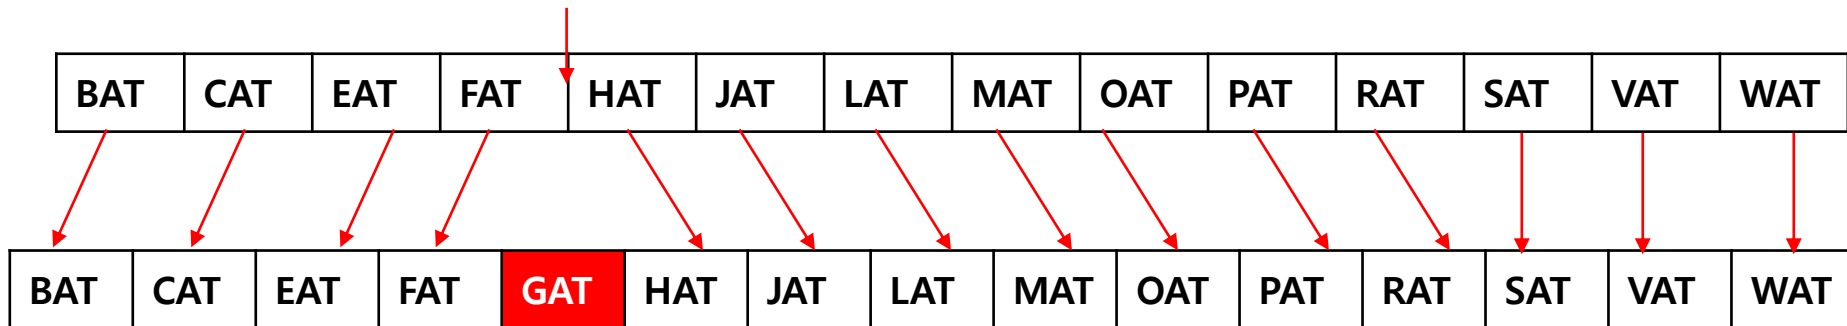 BAT CAT EAT FAT HAT JAT LAT MAT OAT PAT RAT SAT VAT WAT
BAT CAT EAT FAT GAT HAT JAT LAT MAT OAT PAT RAT SAT VAT WAT